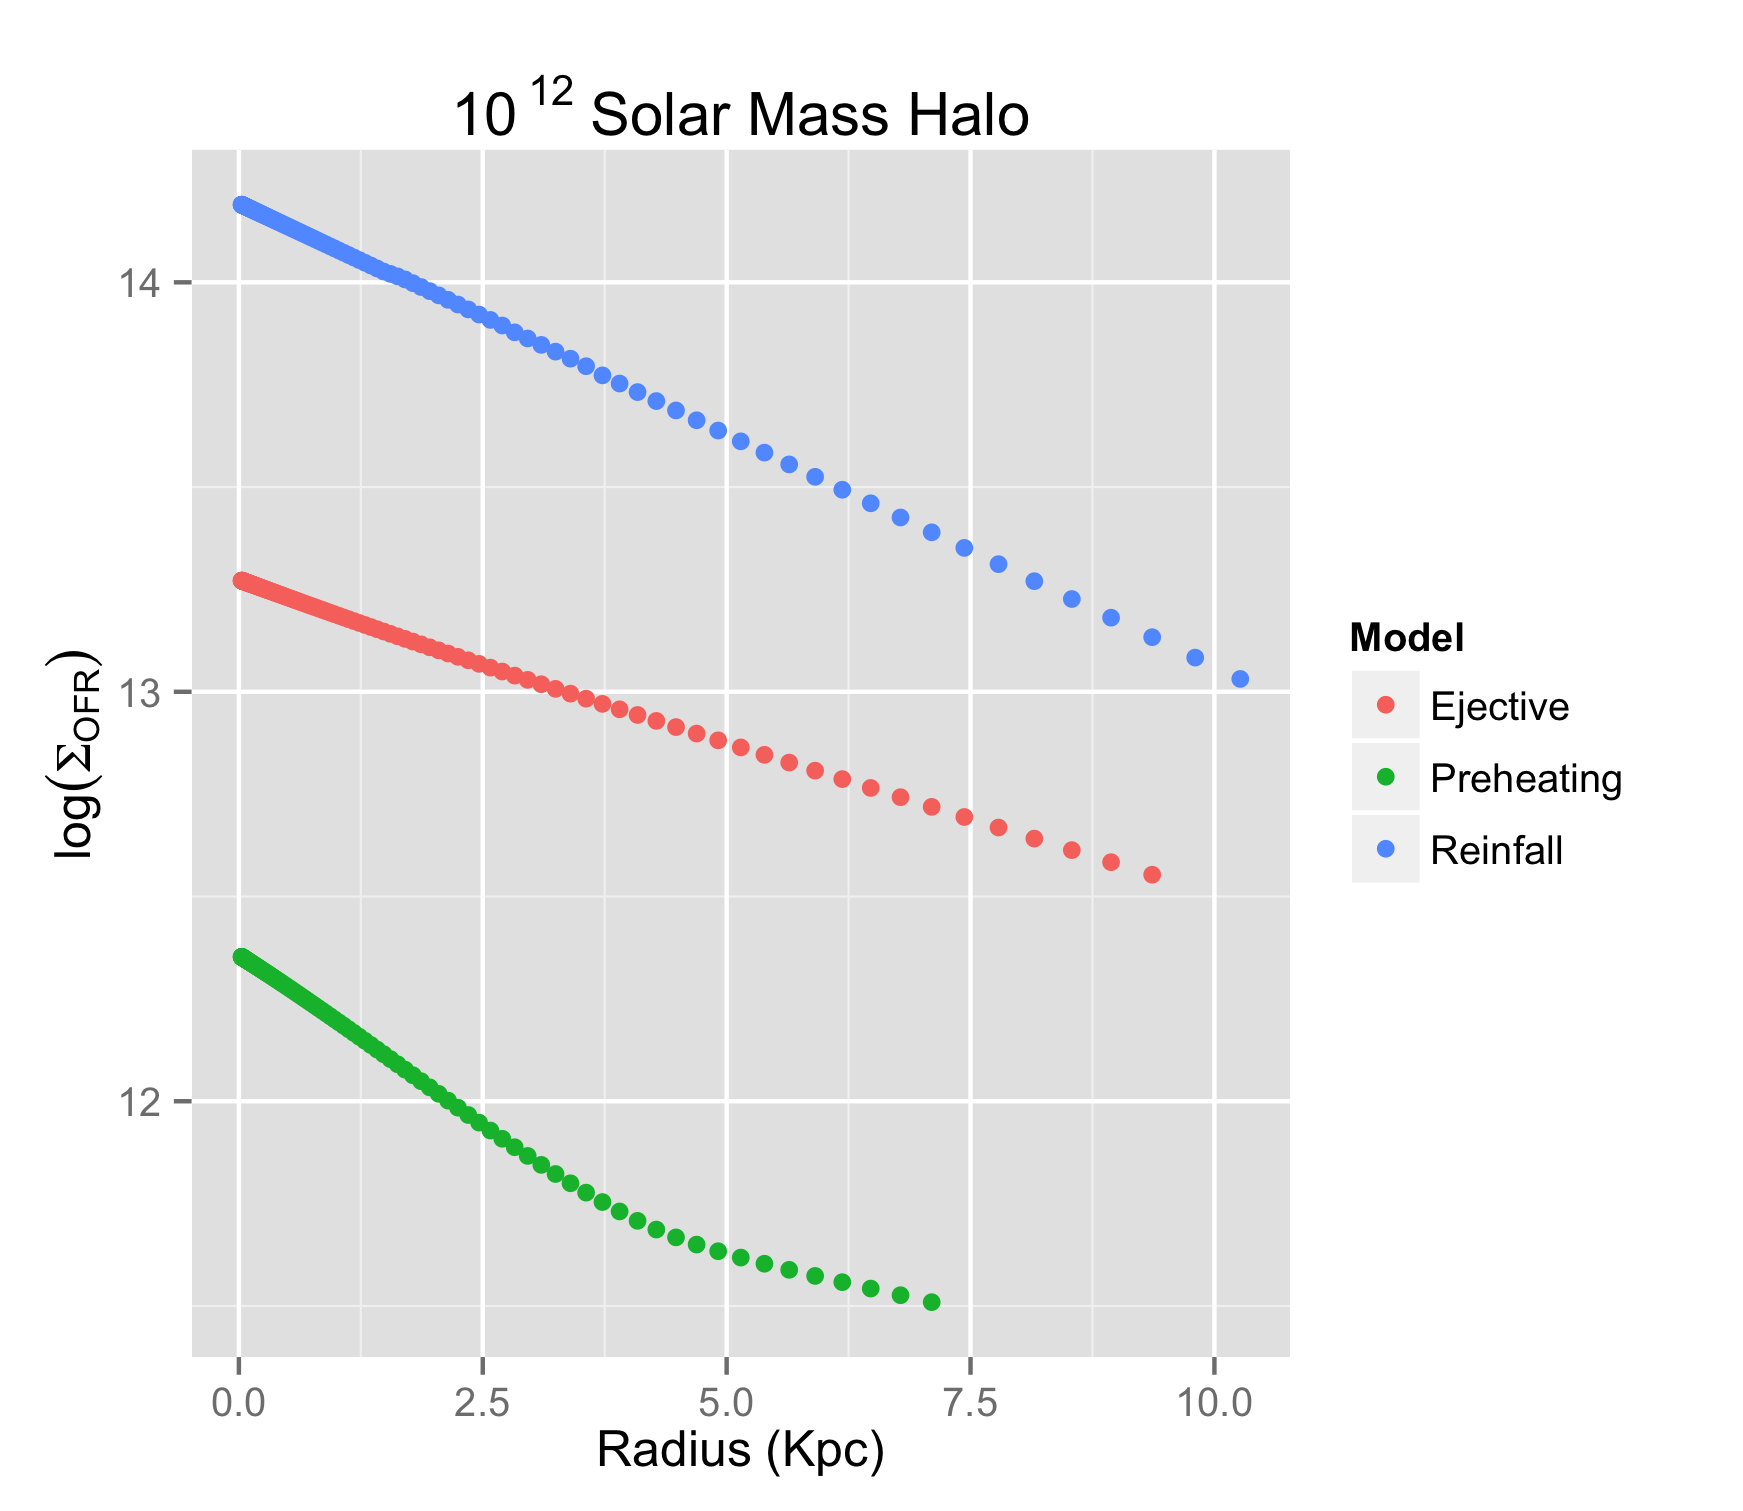 10 12 Solar Mass Halo
14
13
12
log(ΣOFR)
0.0 2.5 5.0 7.5 10.0
Radius (Kpc)
Model
Ejective
Preheating
Reinfall